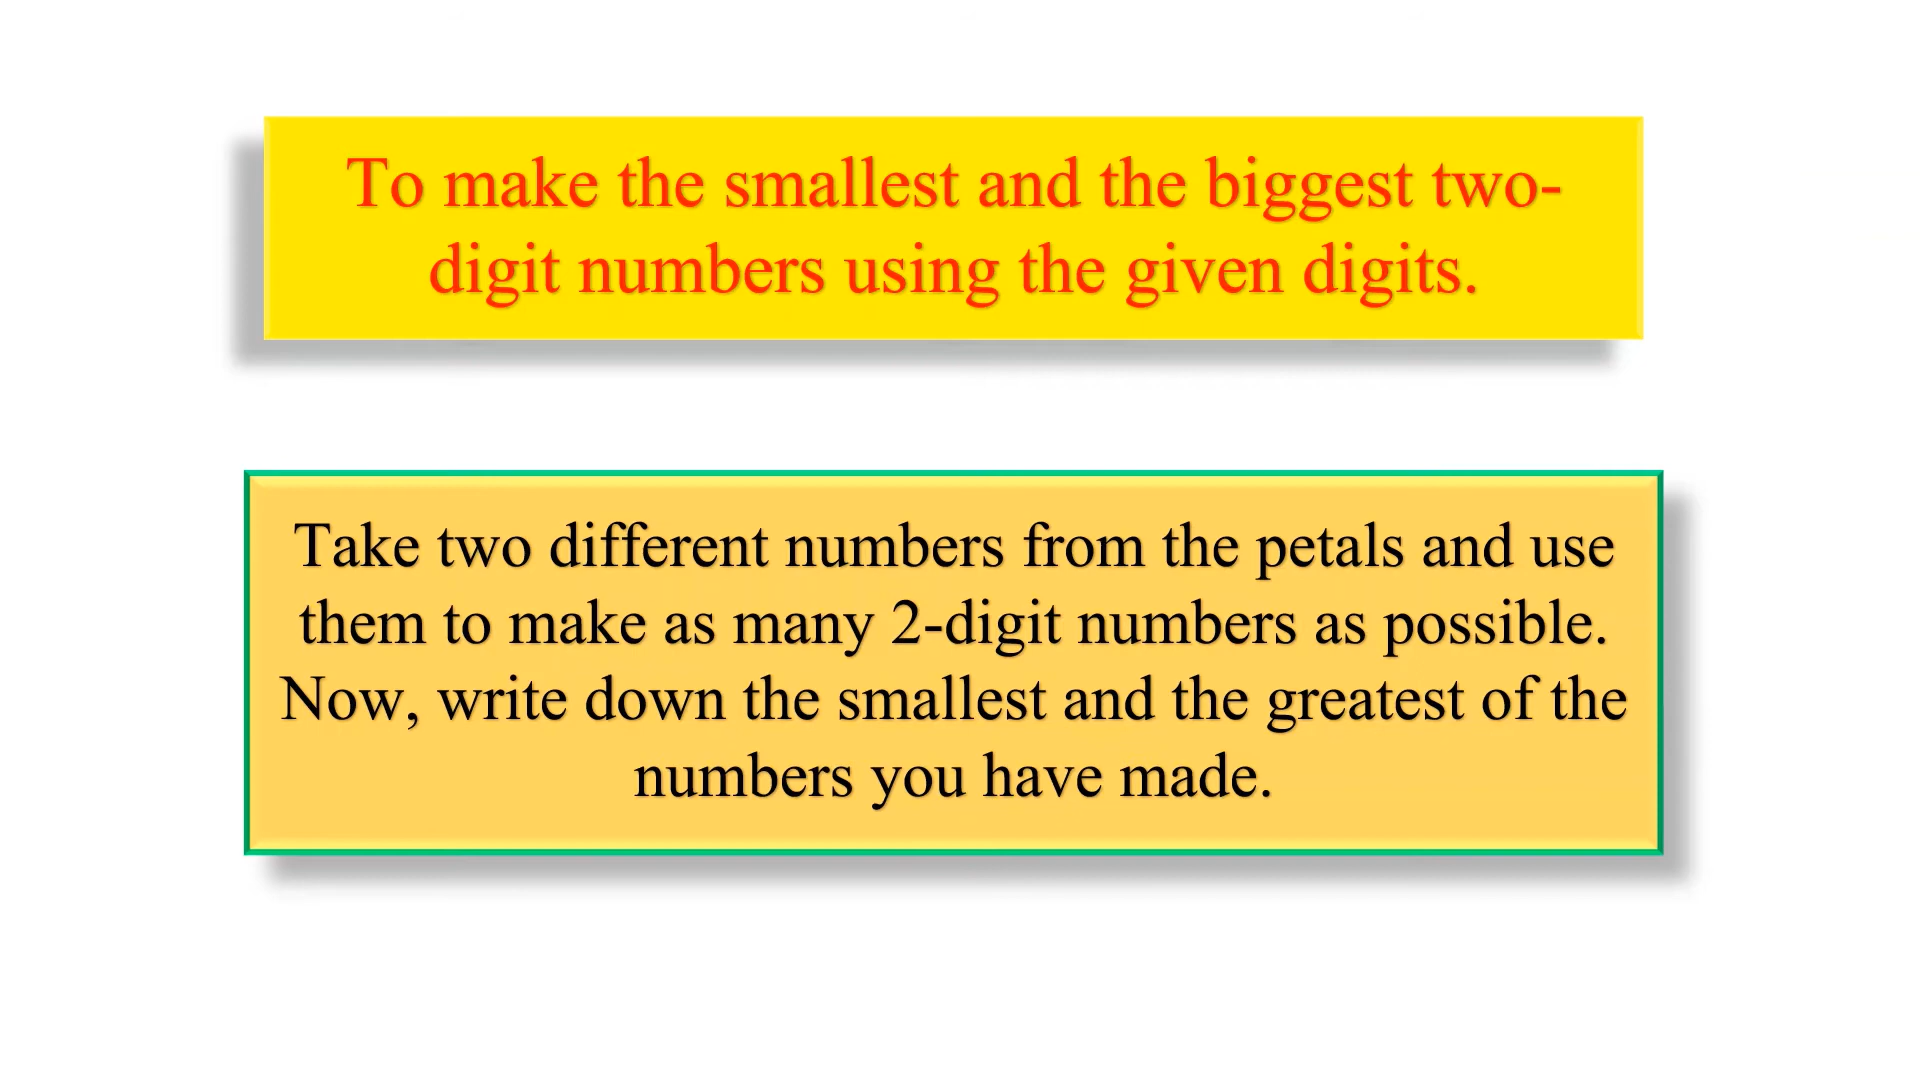 To make the smallest and the biggest two-
digit numbers using the given digits.
Take two different numbers from the petals and use
them to make as many 2-digit numbers as possible.
Now, write down the smallest and the greatest of the
numbers you have made.